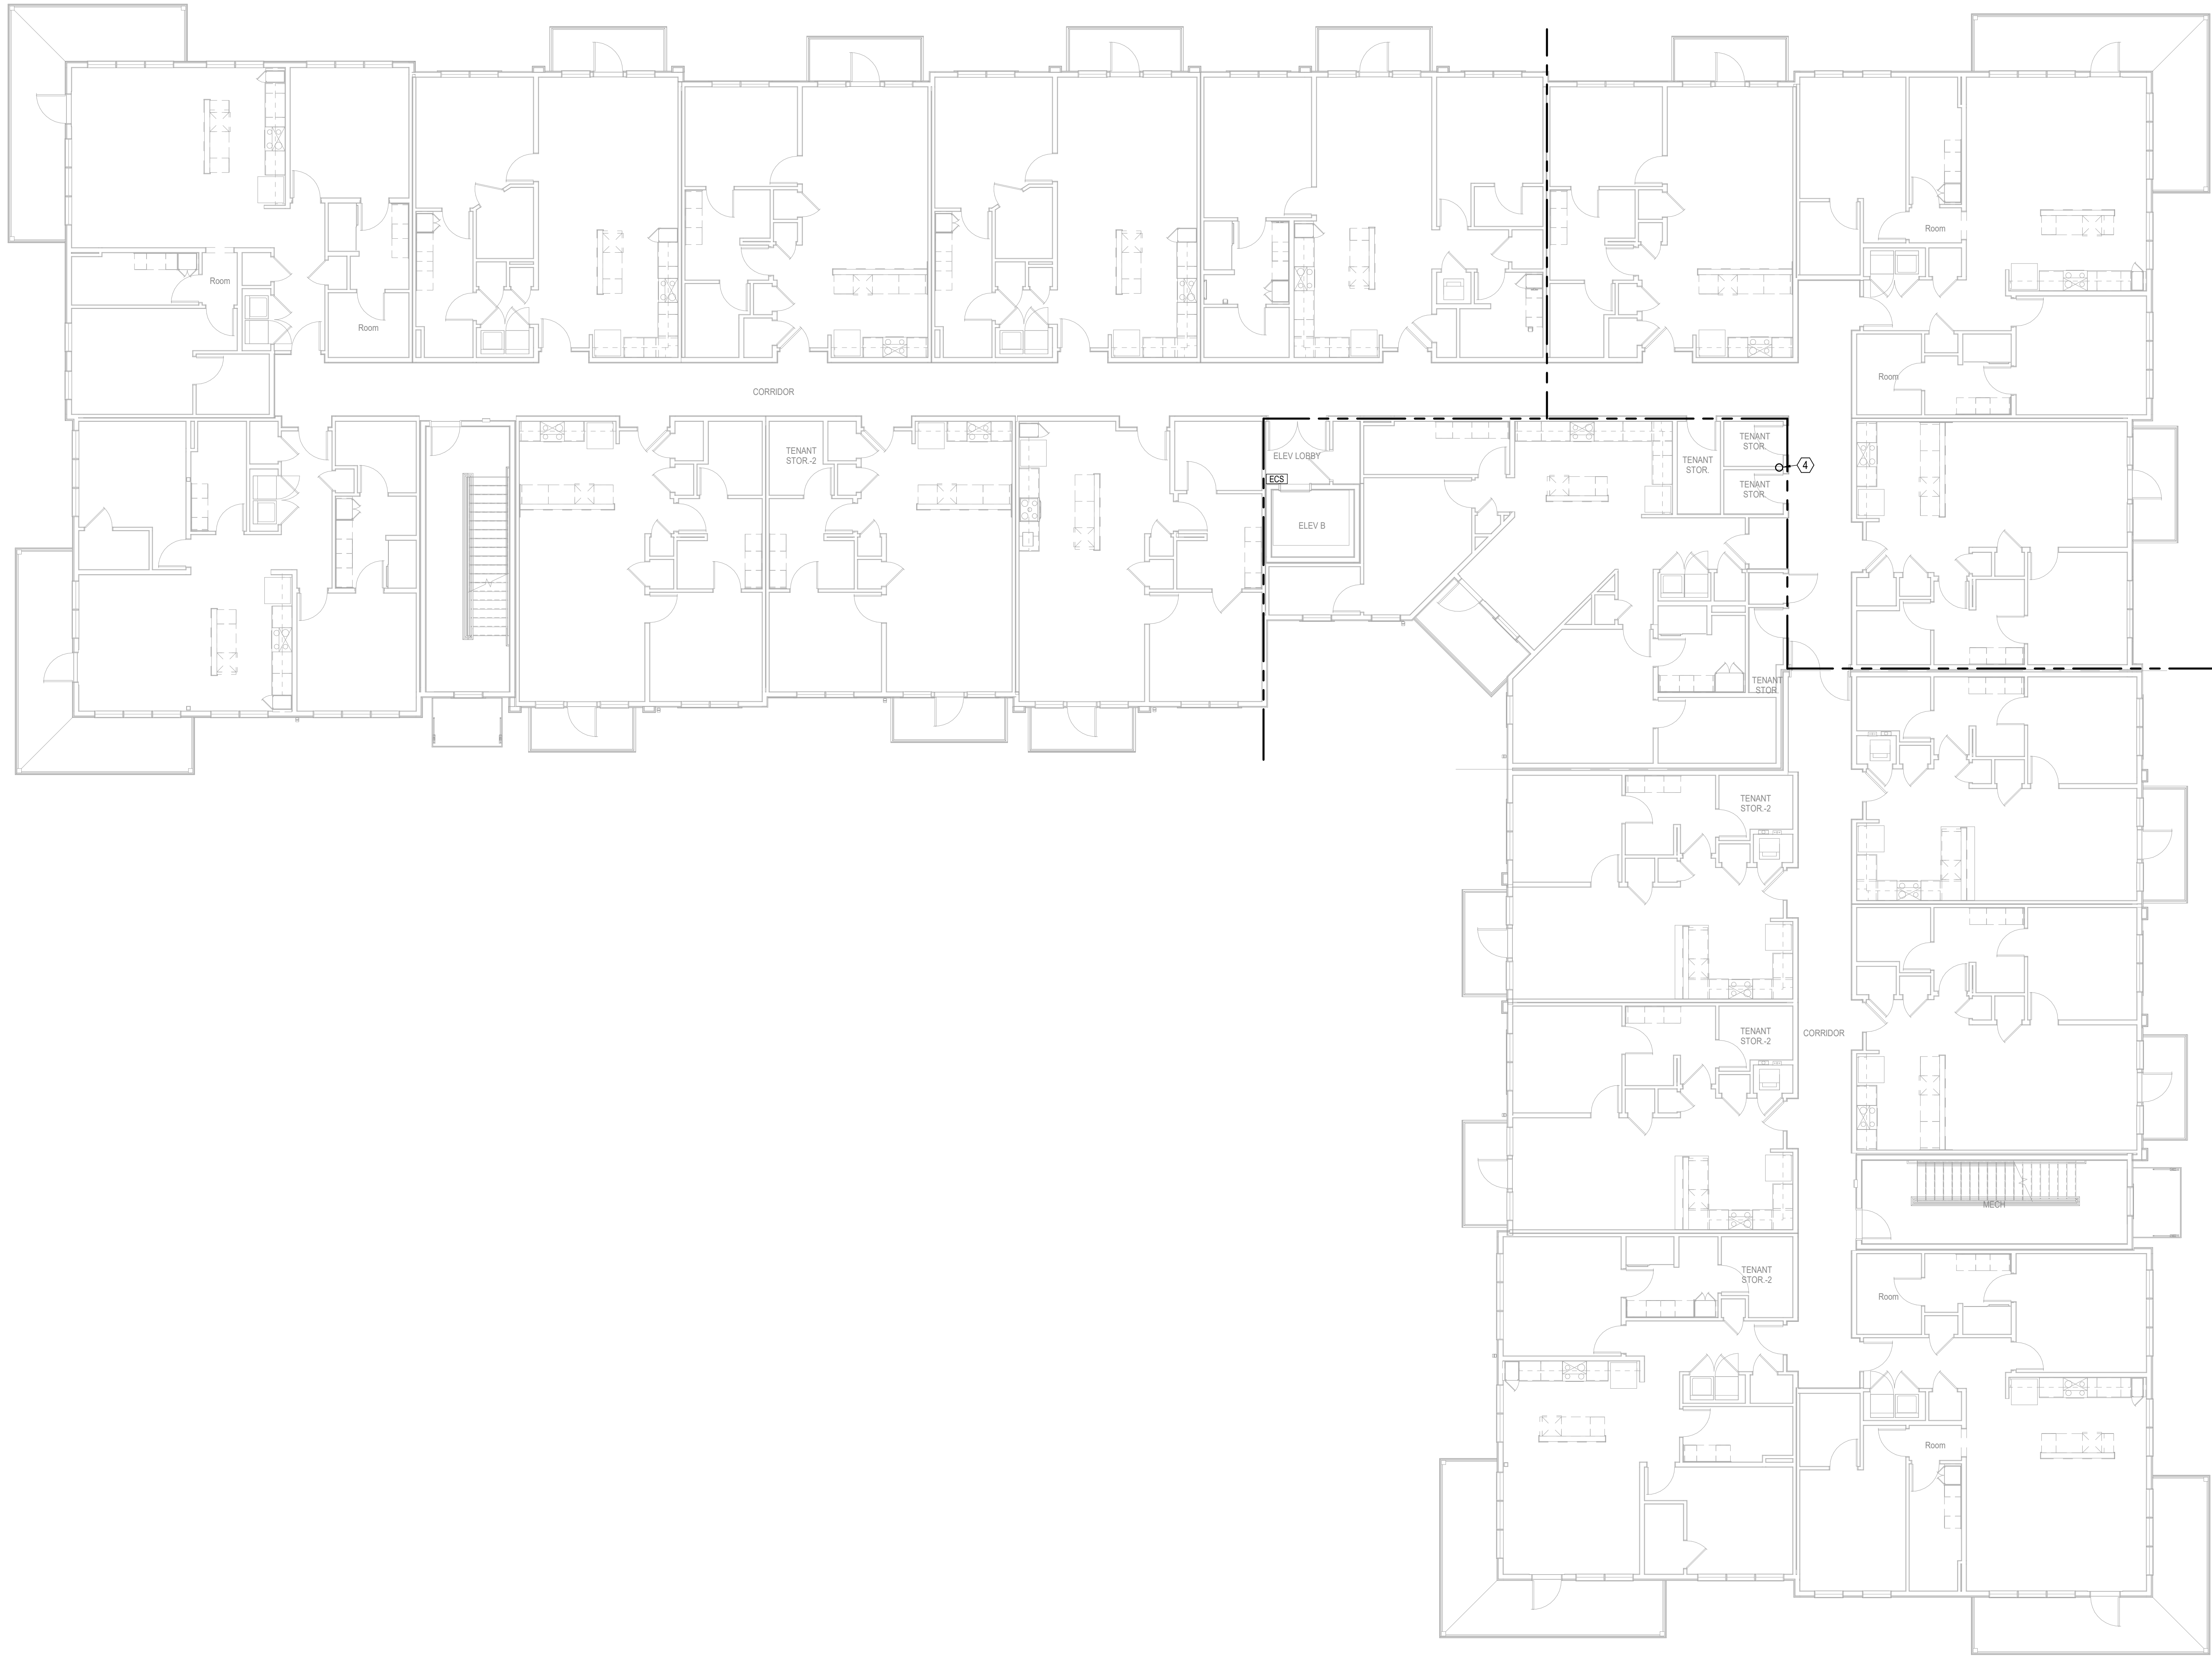 Room
Room
Room
Room
CORRIDOR
TENANT
STOR.-2
ELEV LOBBY
ECS
ELEV B
TENANT
STOR.
TENANT
STOR.
TENANT
STOR.
4
TENANT
STOR.
TENANT
STOR.-2
TENANT
STOR.-2
CORRIDOR
MECH
TENANT
STOR.-2
Room
Room